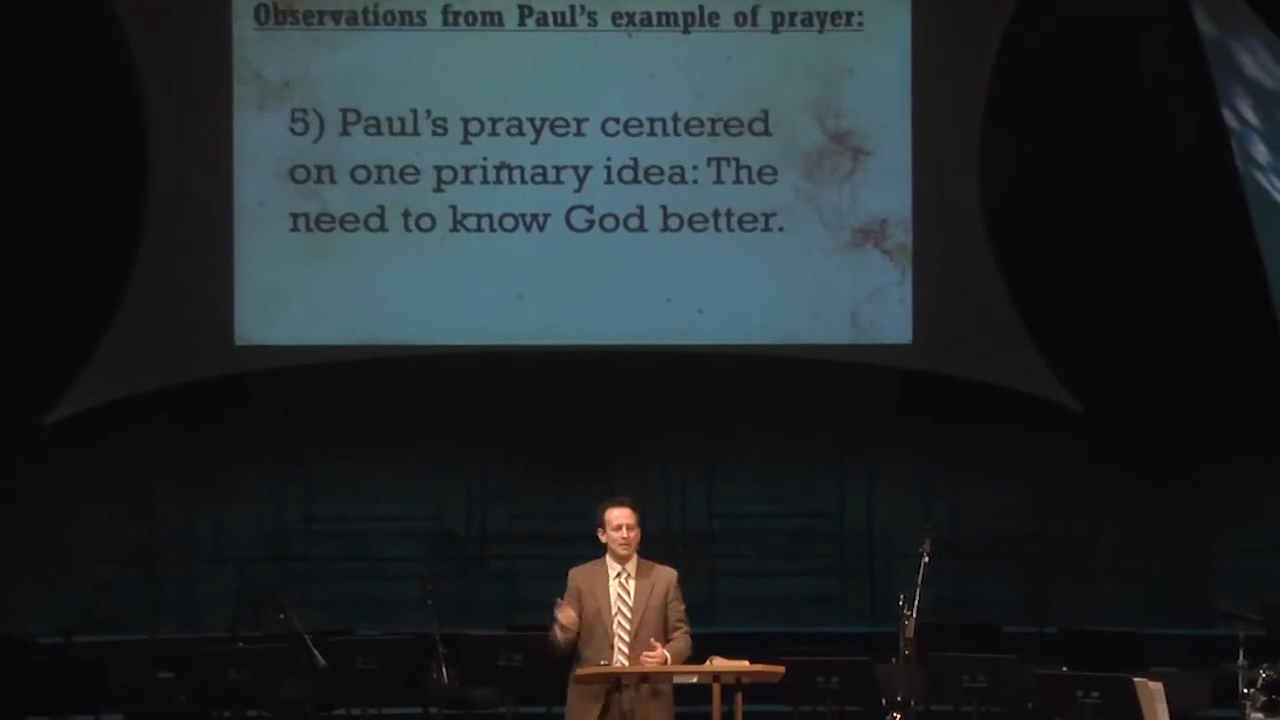 Observations from Paul's example of prayer:
5) Paul's prayer centered
on one primary idea: The
need to know God better.